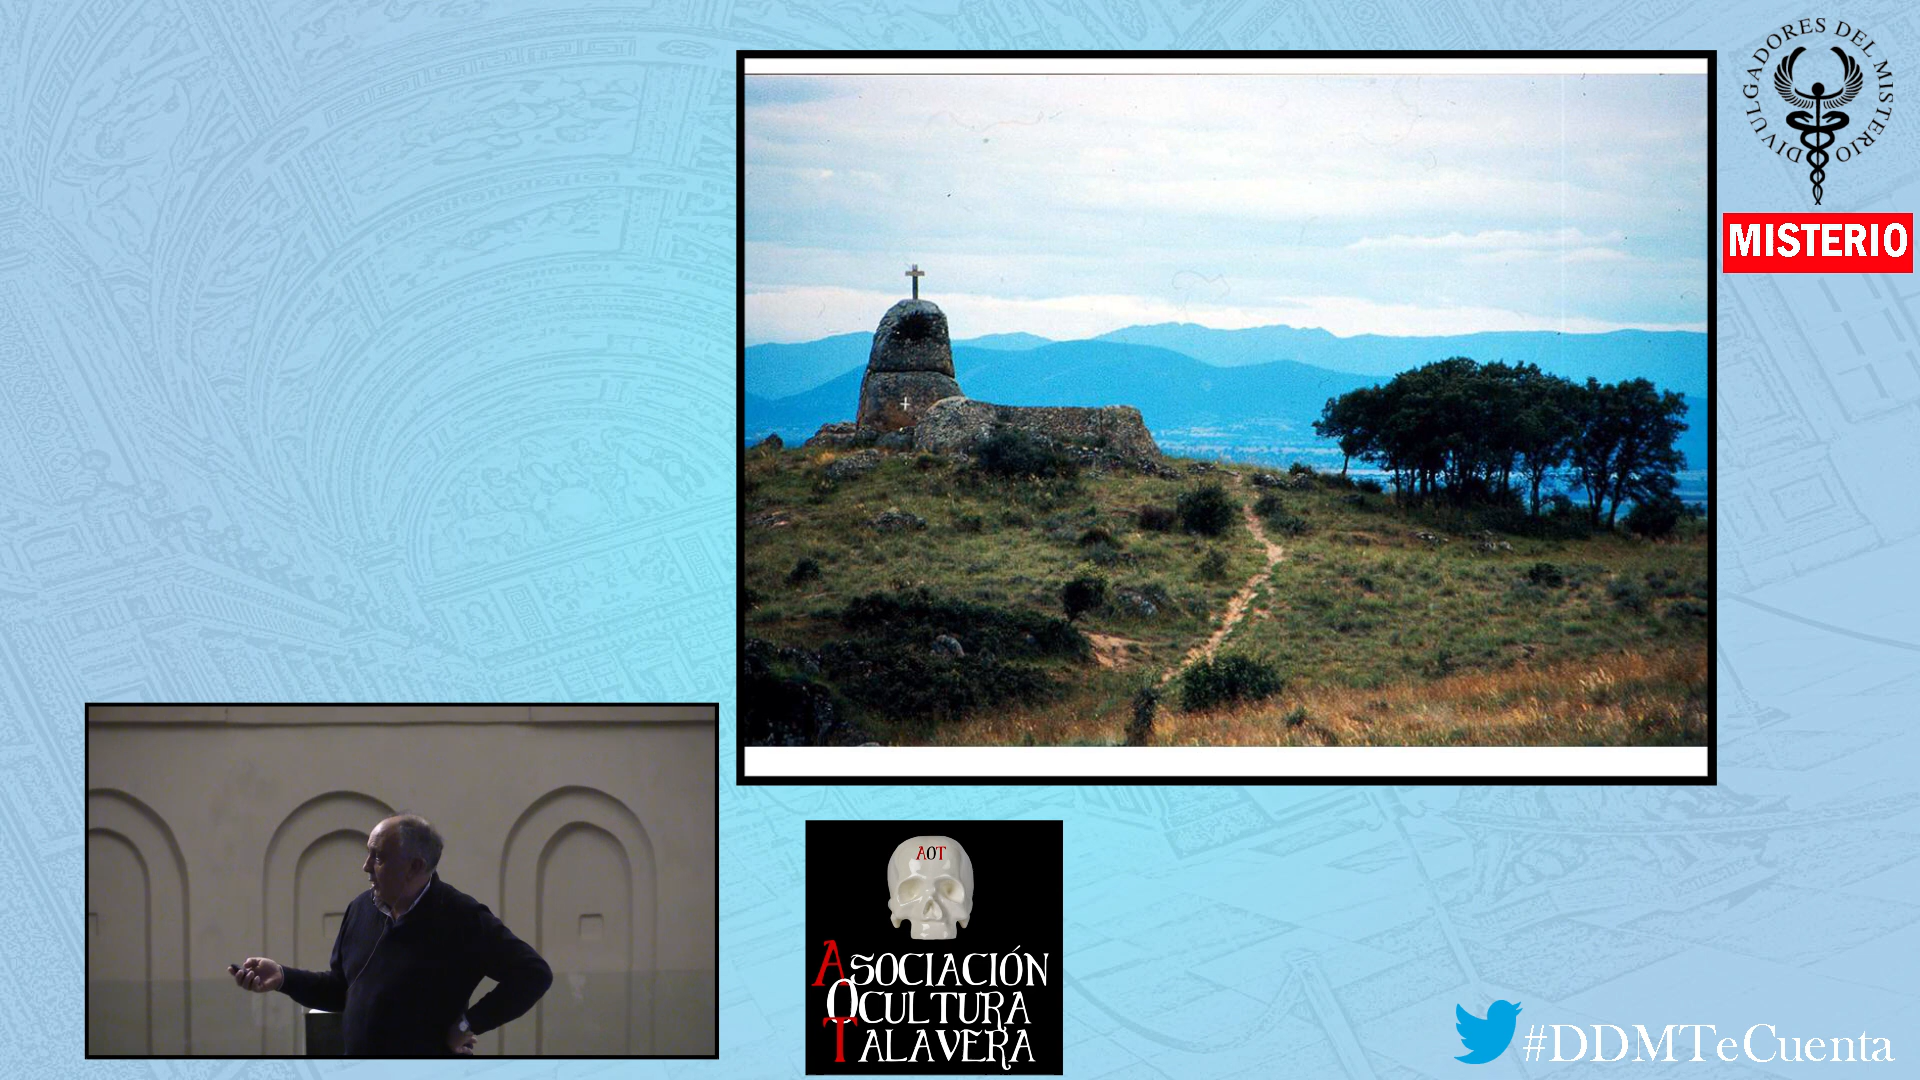 DIVULGADORES DEL MISTERIO
MISTERIO
AOT
ASOCIACIÓN
OCULTURA
TALAVERA
#DDMTeCuenta